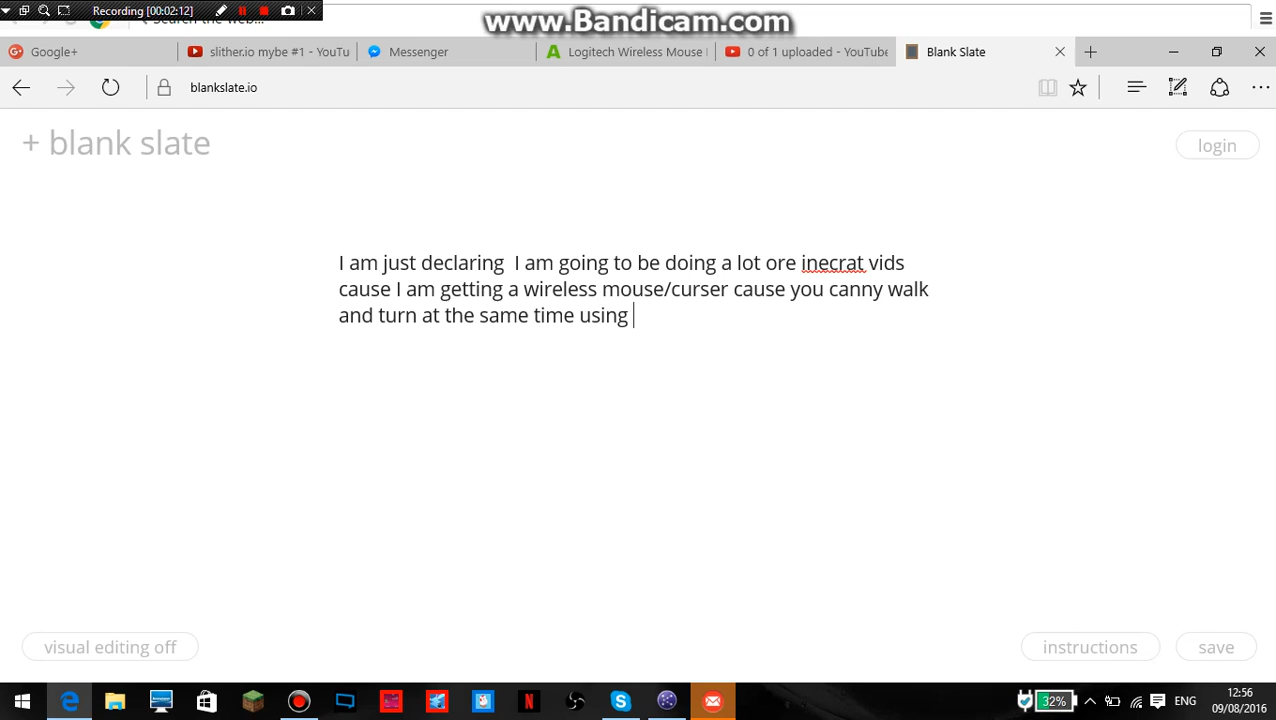 Recording [00:02:12]
www.Bandicam.com
Google+
slither.io mybe #1 - YouTu
Messenger
Logitech Wireless Mouse
0 of 1 uploaded - YouTube
Blank Slate
blankslate.io
+ blank slate
login
I am just declaring  I am going to be doing a lot ore inecrat vids
cause I am getting a wireless mouse/curser cause you canny walk
and turn at the same time using
visual editing off
instructions
save
32%
ENG
12:56
09/08/2016